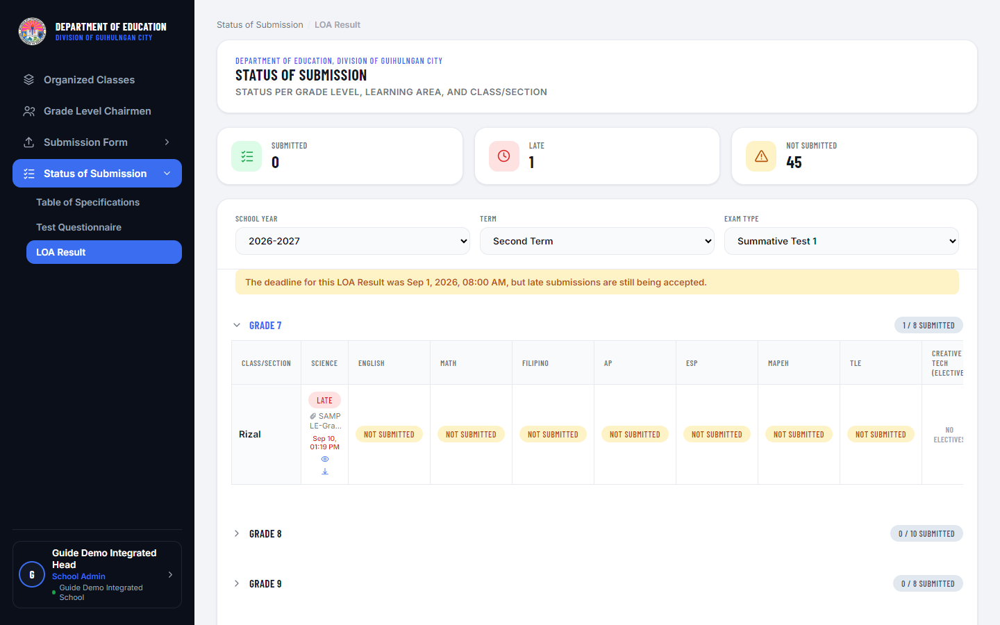 DEPARTMENT OF EDUCATION
DIVISION OF GUIHULNGAN CITY
Organized Classes
Grade Level Chairmen
Submission Form
Status of Submission
Table of Specifications
Test Questionnaire
LOA Result
Guide Demo Integrated
Head
School Admin
Guide Demo Integrated
School
G
Status of Submission / LOA Result
DEPARTMENT OF EDUCATION, DIVISION OF GUIHULNGAN CITY
STATUS OF SUBMISSION
STATUS PER GRADE LEVEL, LEARNING AREA, AND CLASS/SECTION
SUBMITTED
0
LATE
1
NOT SUBMITTED
45
SCHOOL YEAR
2026-2027
TERM
Second Term
EXAM TYPE
Summative Test 1
The deadline for this LOA Result was Sep 1, 2026, 08:00 AM, but late submissions are still being accepted.
GRADE 7
1 / 8 SUBMITTED
CLASS/SECTION SCIENCE ENGLISH MATH FILIPINO AP ESP MAPEH TLE
CREATIVE
TECH
(ELECTIVE
Rizal
LATE
SAMP
LE-Gra...
Sep 10,
01:19 PM
NOT SUBMITTED NOT SUBMITTED NOT SUBMITTED NOT SUBMITTED NOT SUBMITTED NOT SUBMITTED NOT SUBMITTED
NO
ELECTIVES
GRADE 8
0 / 10 SUBMITTED
GRADE 9
0 / 8 SUBMITTED